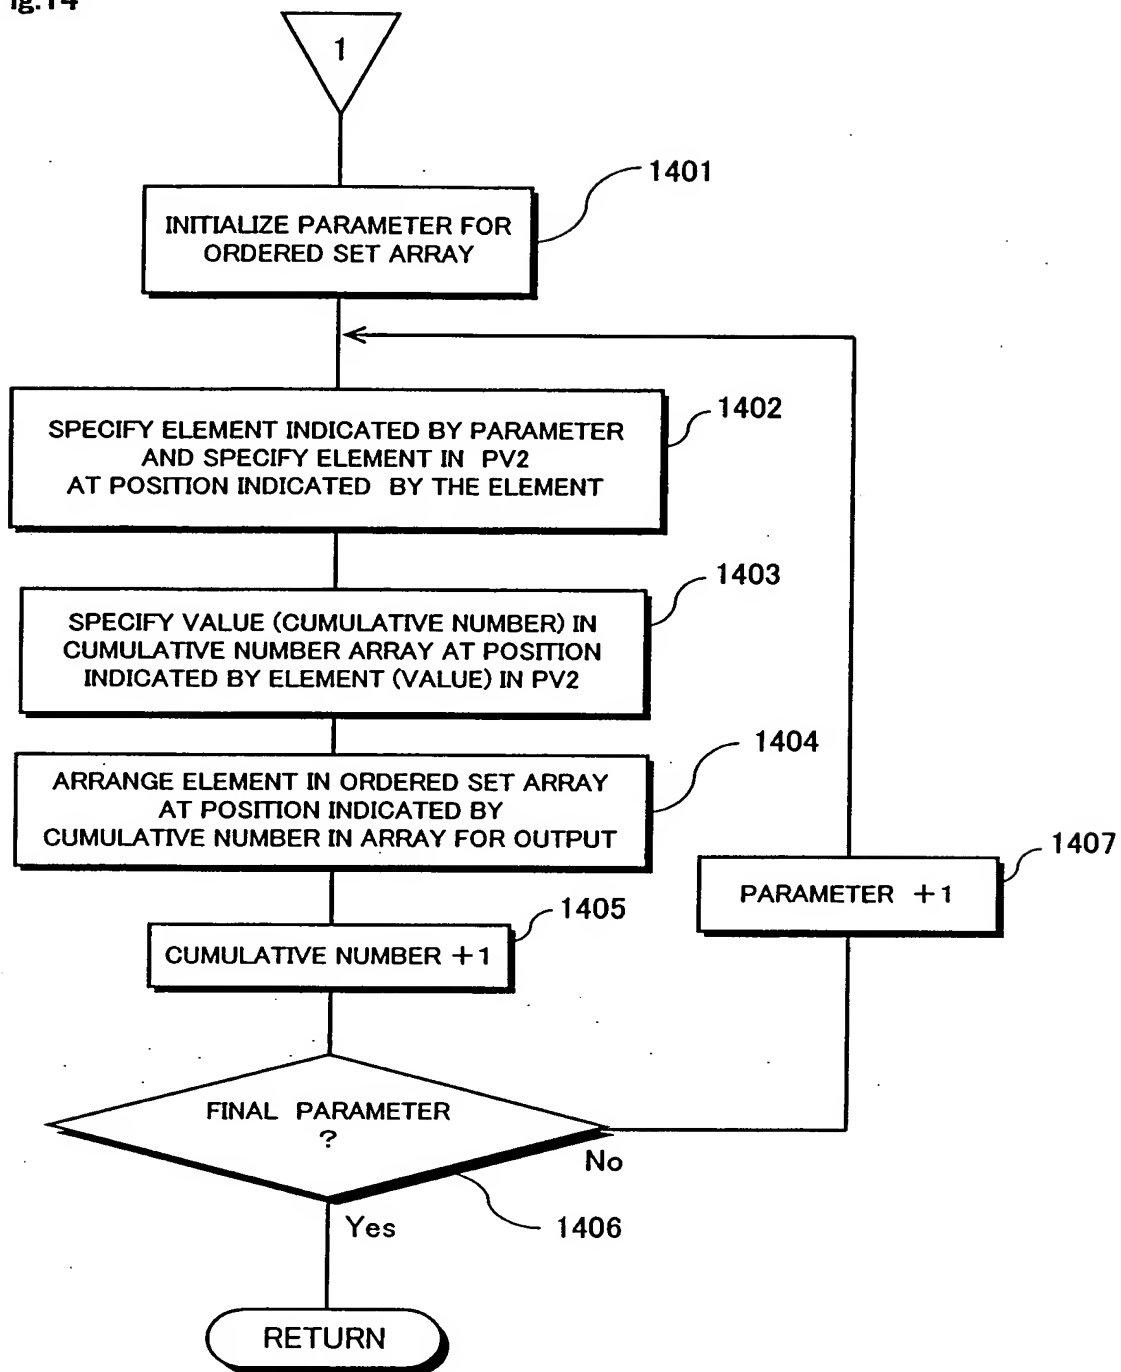 ig.14
1
1401
INITIALIZE PARAMETER FOR
ORDERED SET ARRAY
1402
SPECIFY ELEMENT INDICATED BY PARAMETER
AND SPECIFY ELEMENT IN PV2
AT POSITION INDICATED BY THE ELEMENT
1403
SPECIFY VALUE (CUMULATIVE NUMBER) IN
CUMULATIVE NUMBER ARRAY AT POSITION
INDICATED BY ELEMENT (VALUE) IN PV2
1404
ARRANGE ELEMENT IN ORDERED SET ARRAY
AT POSITION INDICATED BY
CUMULATIVE NUMBER IN ARRAY FOR OUTPUT
1407
PARAMETER +1
1405
CUMULATIVE NUMBER +1
FINAL PARAMETER
?
No
Yes
1406
RETURN